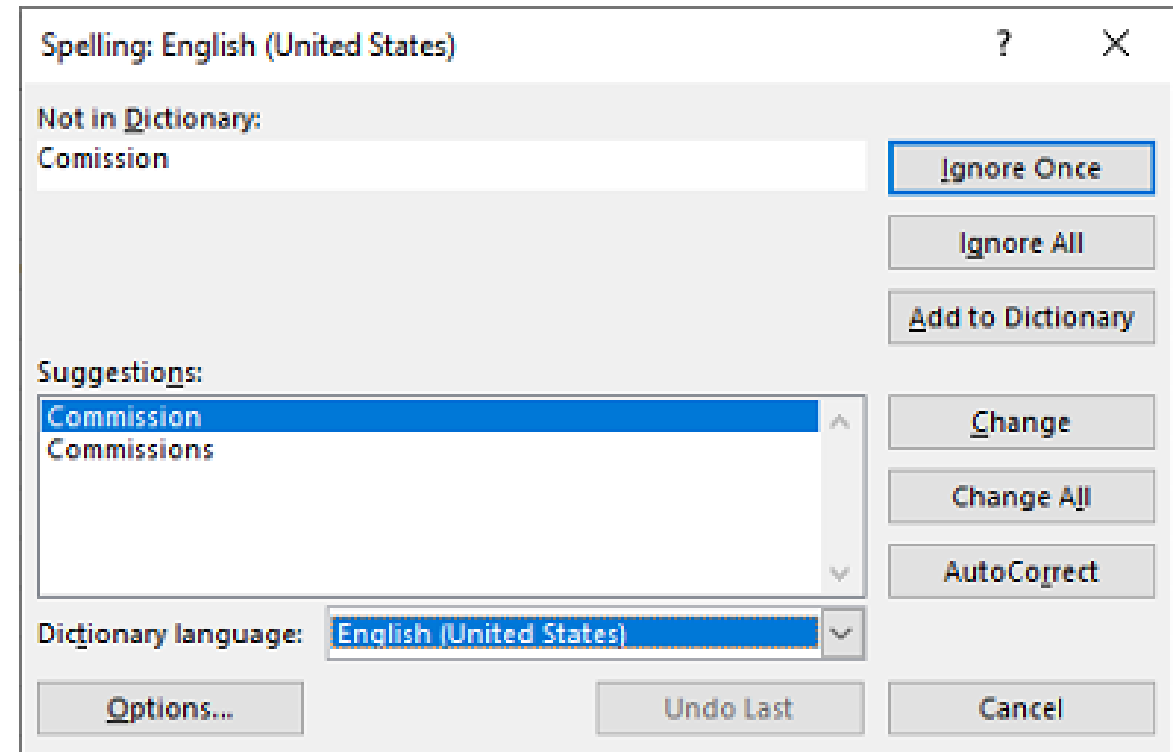 Spelling: English (United States)
?
Not in Dictionary:
Comission
Ignore Once
Ignore All
Add to Dictionary
Suggestions:
Commission
Commissions
Change
Change All
AutoCorrect
Dictionary language:
English (United States)
Options...
Undo Last
Cancel